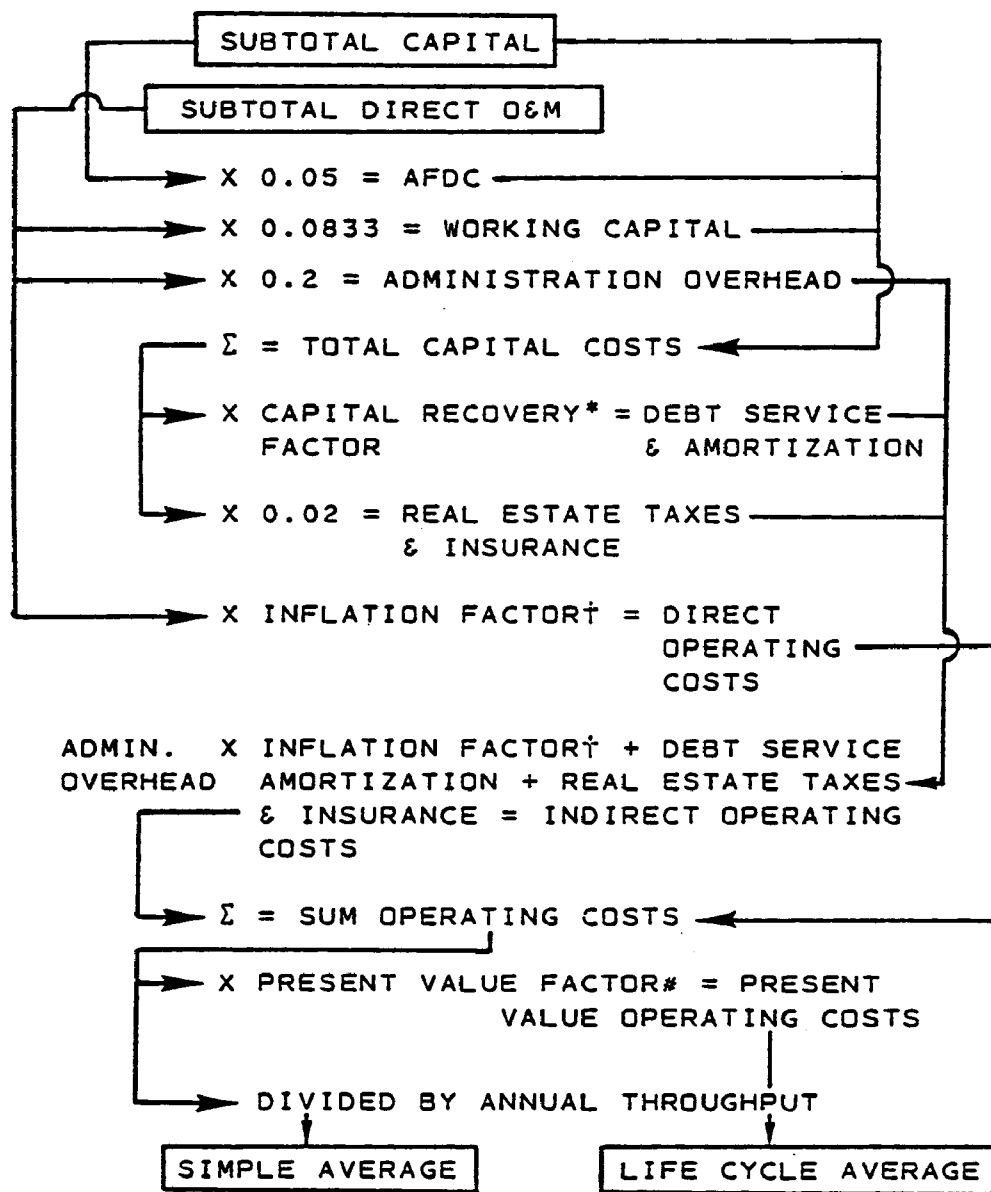 SUBTOTAL CAPITAL
SUBTOTAL DIRECT O&M
X 0.05 = AFDC
X 0.0833 = WORKING CAPITAL
X 0.2 = ADMINISTRATION OVERHEAD
Σ = TOTAL CAPITAL COSTS
X CAPITAL RECOVERY* = DEBT SERVICE
FACTOR & AMORTIZATION
X 0.02 = REAL ESTATE TAXES
& INSURANCE
X INFLATION FACTOR† = DIRECT
OPERATING
COSTS
ADMIN. X INFLATION FACTOR† + DEBT SERVICE
OVERHEAD AMORTIZATION + REAL ESTATE TAXES
& INSURANCE = INDIRECT OPERATING
COSTS
Σ = SUM OPERATING COSTS
X PRESENT VALUE FACTOR# = PRESENT
VALUE OPERATING COSTS
DIVIDED BY ANNUAL THROUGHPUT
SIMPLE AVERAGE
LIFE CYCLE AVERAGE